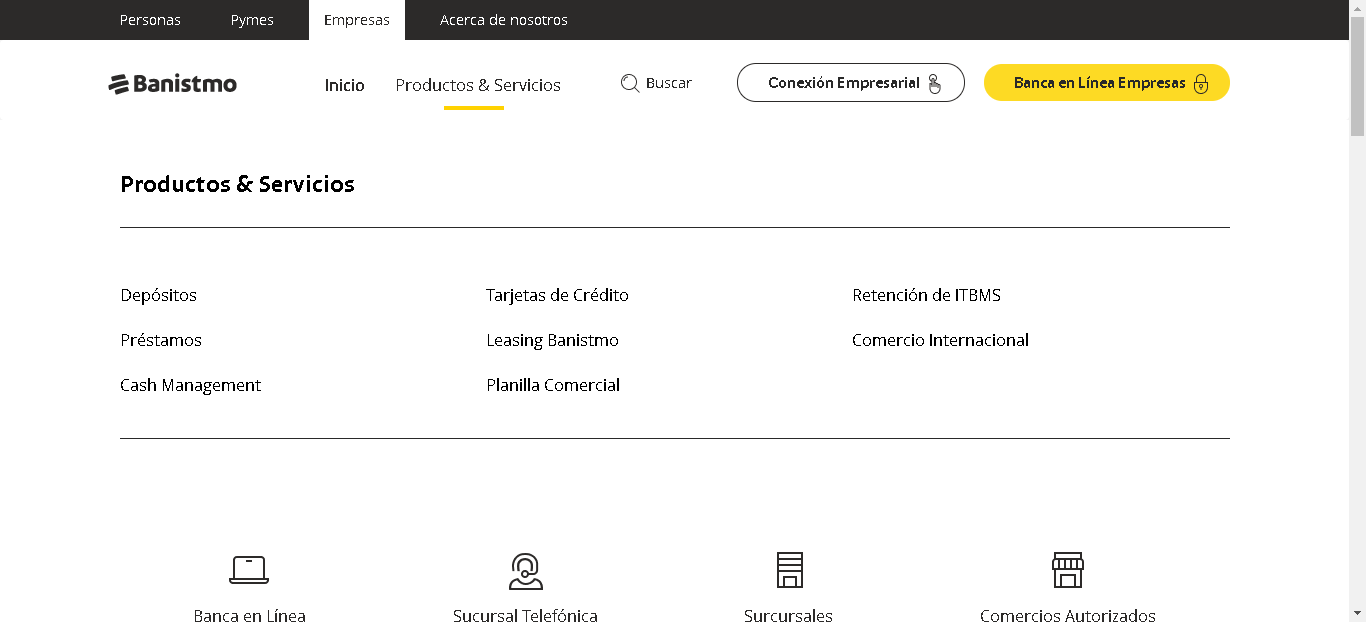 Personas Pymes Empresas Acerca de nosotros
Banistmo Inicio Productos & Servicios Buscar Conexión Empresarial Banca en Línea Empresas
Productos & Servicios
Depósitos Tarjetas de Crédito Retención de ITBMS
Préstamos Leasing Banistmo Comercio Internacional
Cash Management Planilla Comercial
Banca en Línea Sucursal Telefónica Surcursales Comercios Autorizados